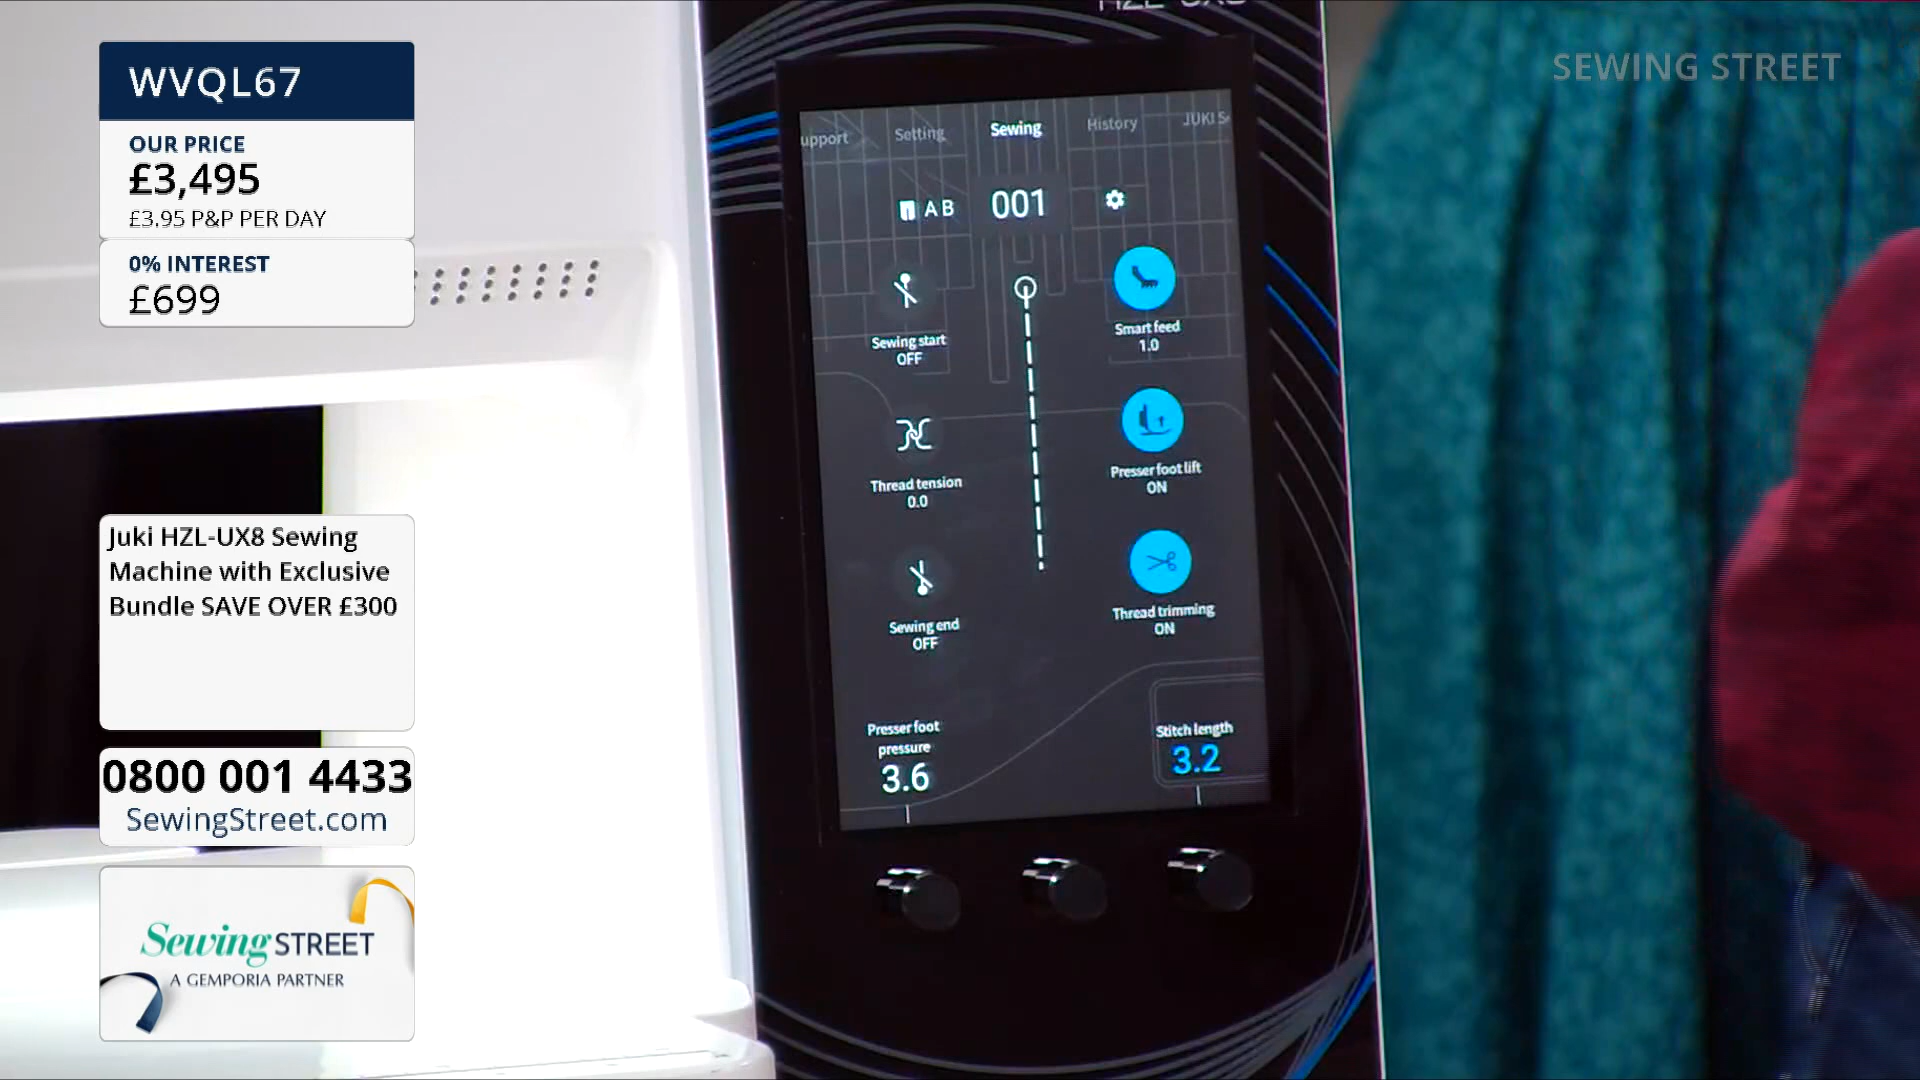 WVQL67
OUR PRICE
£3,495
£3.95 P&P PER DAY
0% INTEREST
£699
Juki HZL-UX8 Sewing
Machine with Exclusive
Bundle SAVE OVER £300
0800 001 4433
SewingStreet.com
Sewing STREET
A GEMPORIA PARTNER
SEWING STREET
HZL-UX8
upport Setting Sewing History JUKI S
A B 001
Sewing start
OFF
Smart feed
1.0
Thread tension
0.0
Presser foot lift
ON
Sewing end
OFF
Thread trimming
ON
Presser foot
pressure
3.6
Stitch length
3.2